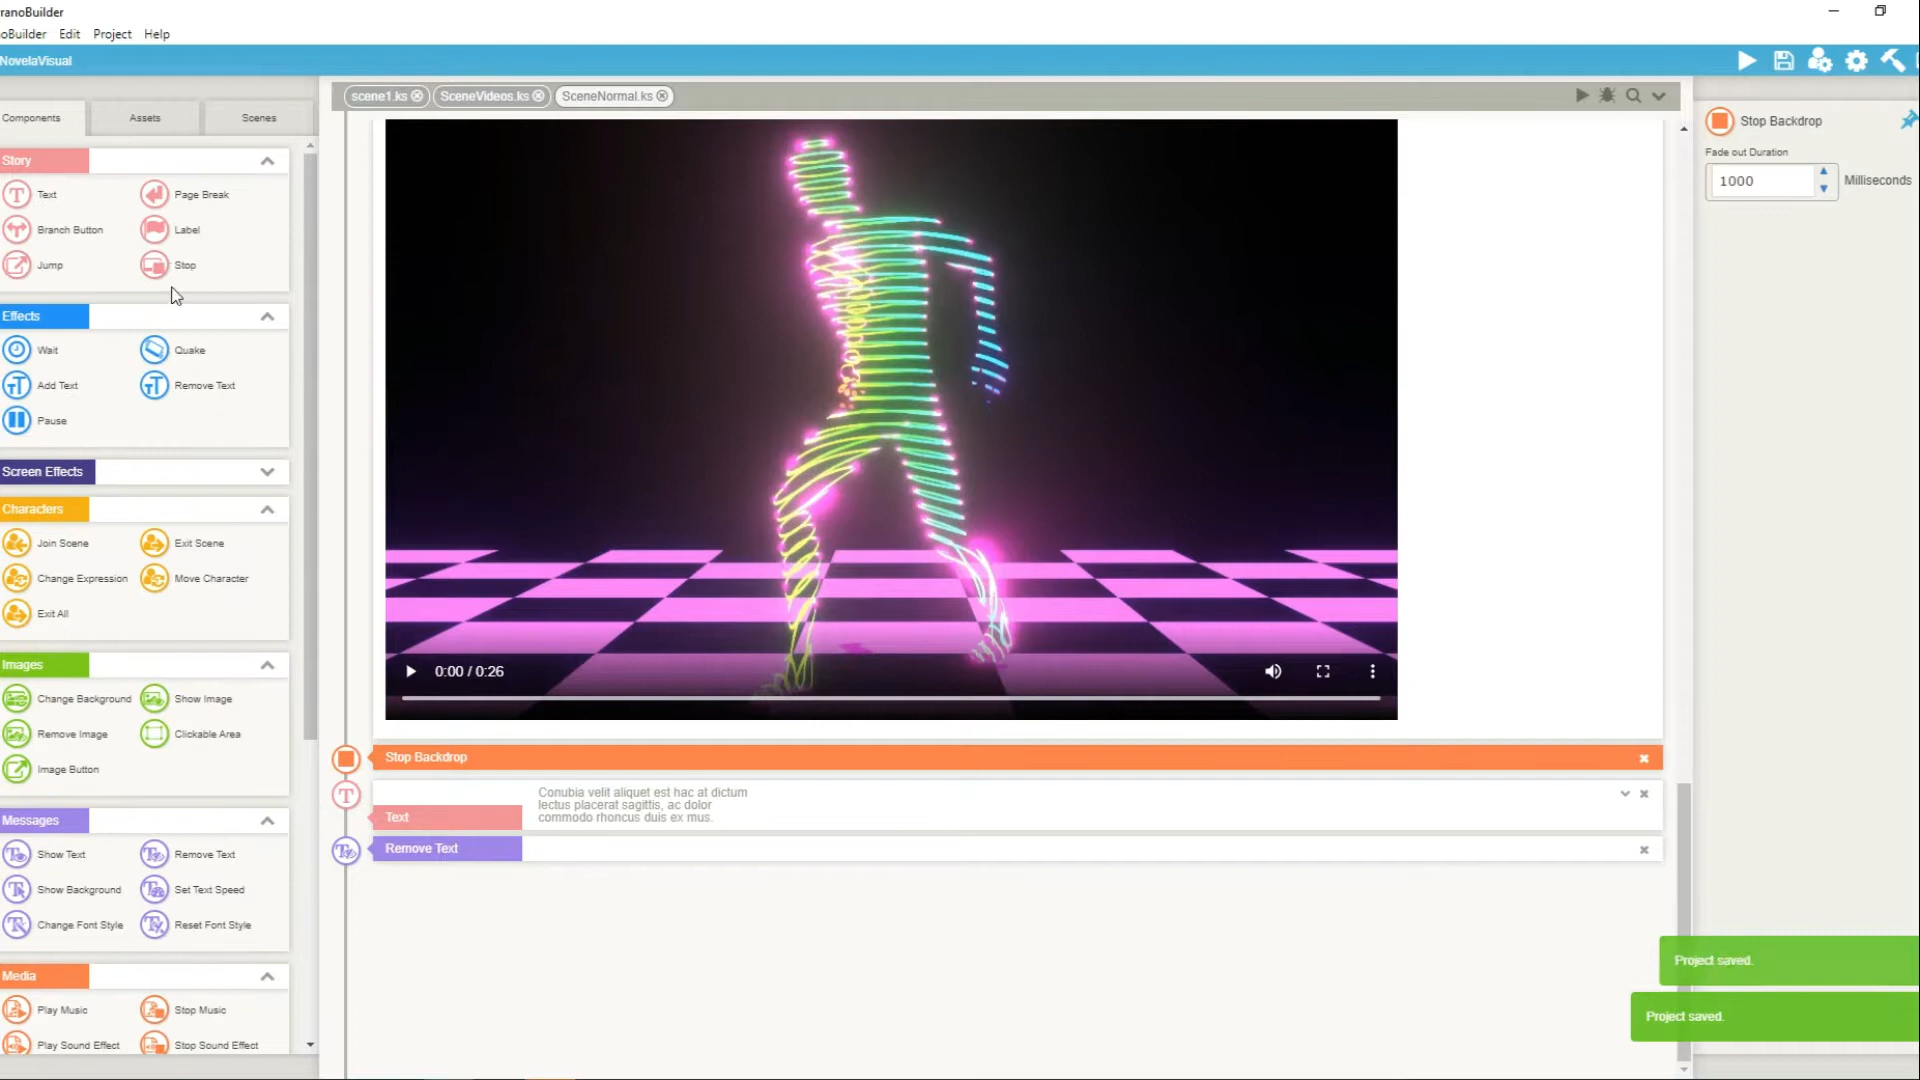 ranoBuilder
oBuilder Edit Project Help
NovelaVisual
Components Assets Scenes
scene1.ks SceneVideos.ks SceneNormal.ks
Story
Text Page Break
Branch Button Label
Jump Stop
Effects
Wait Quake
Add Text Remove Text
Pause
Screen Effects
Characters
Join Scene Exit Scene
Change Expression Move Character
Exit All
Images
Change Background Show Image
Remove Image Clickable Area
Image Button
Messages
Show Text Remove Text
Show Background Set Text Speed
Change Font Style Reset Font Style
Media
Play Music Stop Music
Play Sound Effect Stop Sound Effect
0:00 / 0:26
Stop Backdrop
Conubia velit aliquet est hac at dictum
lectus placerat sagittis, ac dolor
commodo rhoncus duis ex mus.
Text
Remove Text
Stop Backdrop
Fade out Duration
1000 Milliseconds
Project saved.
Project saved.